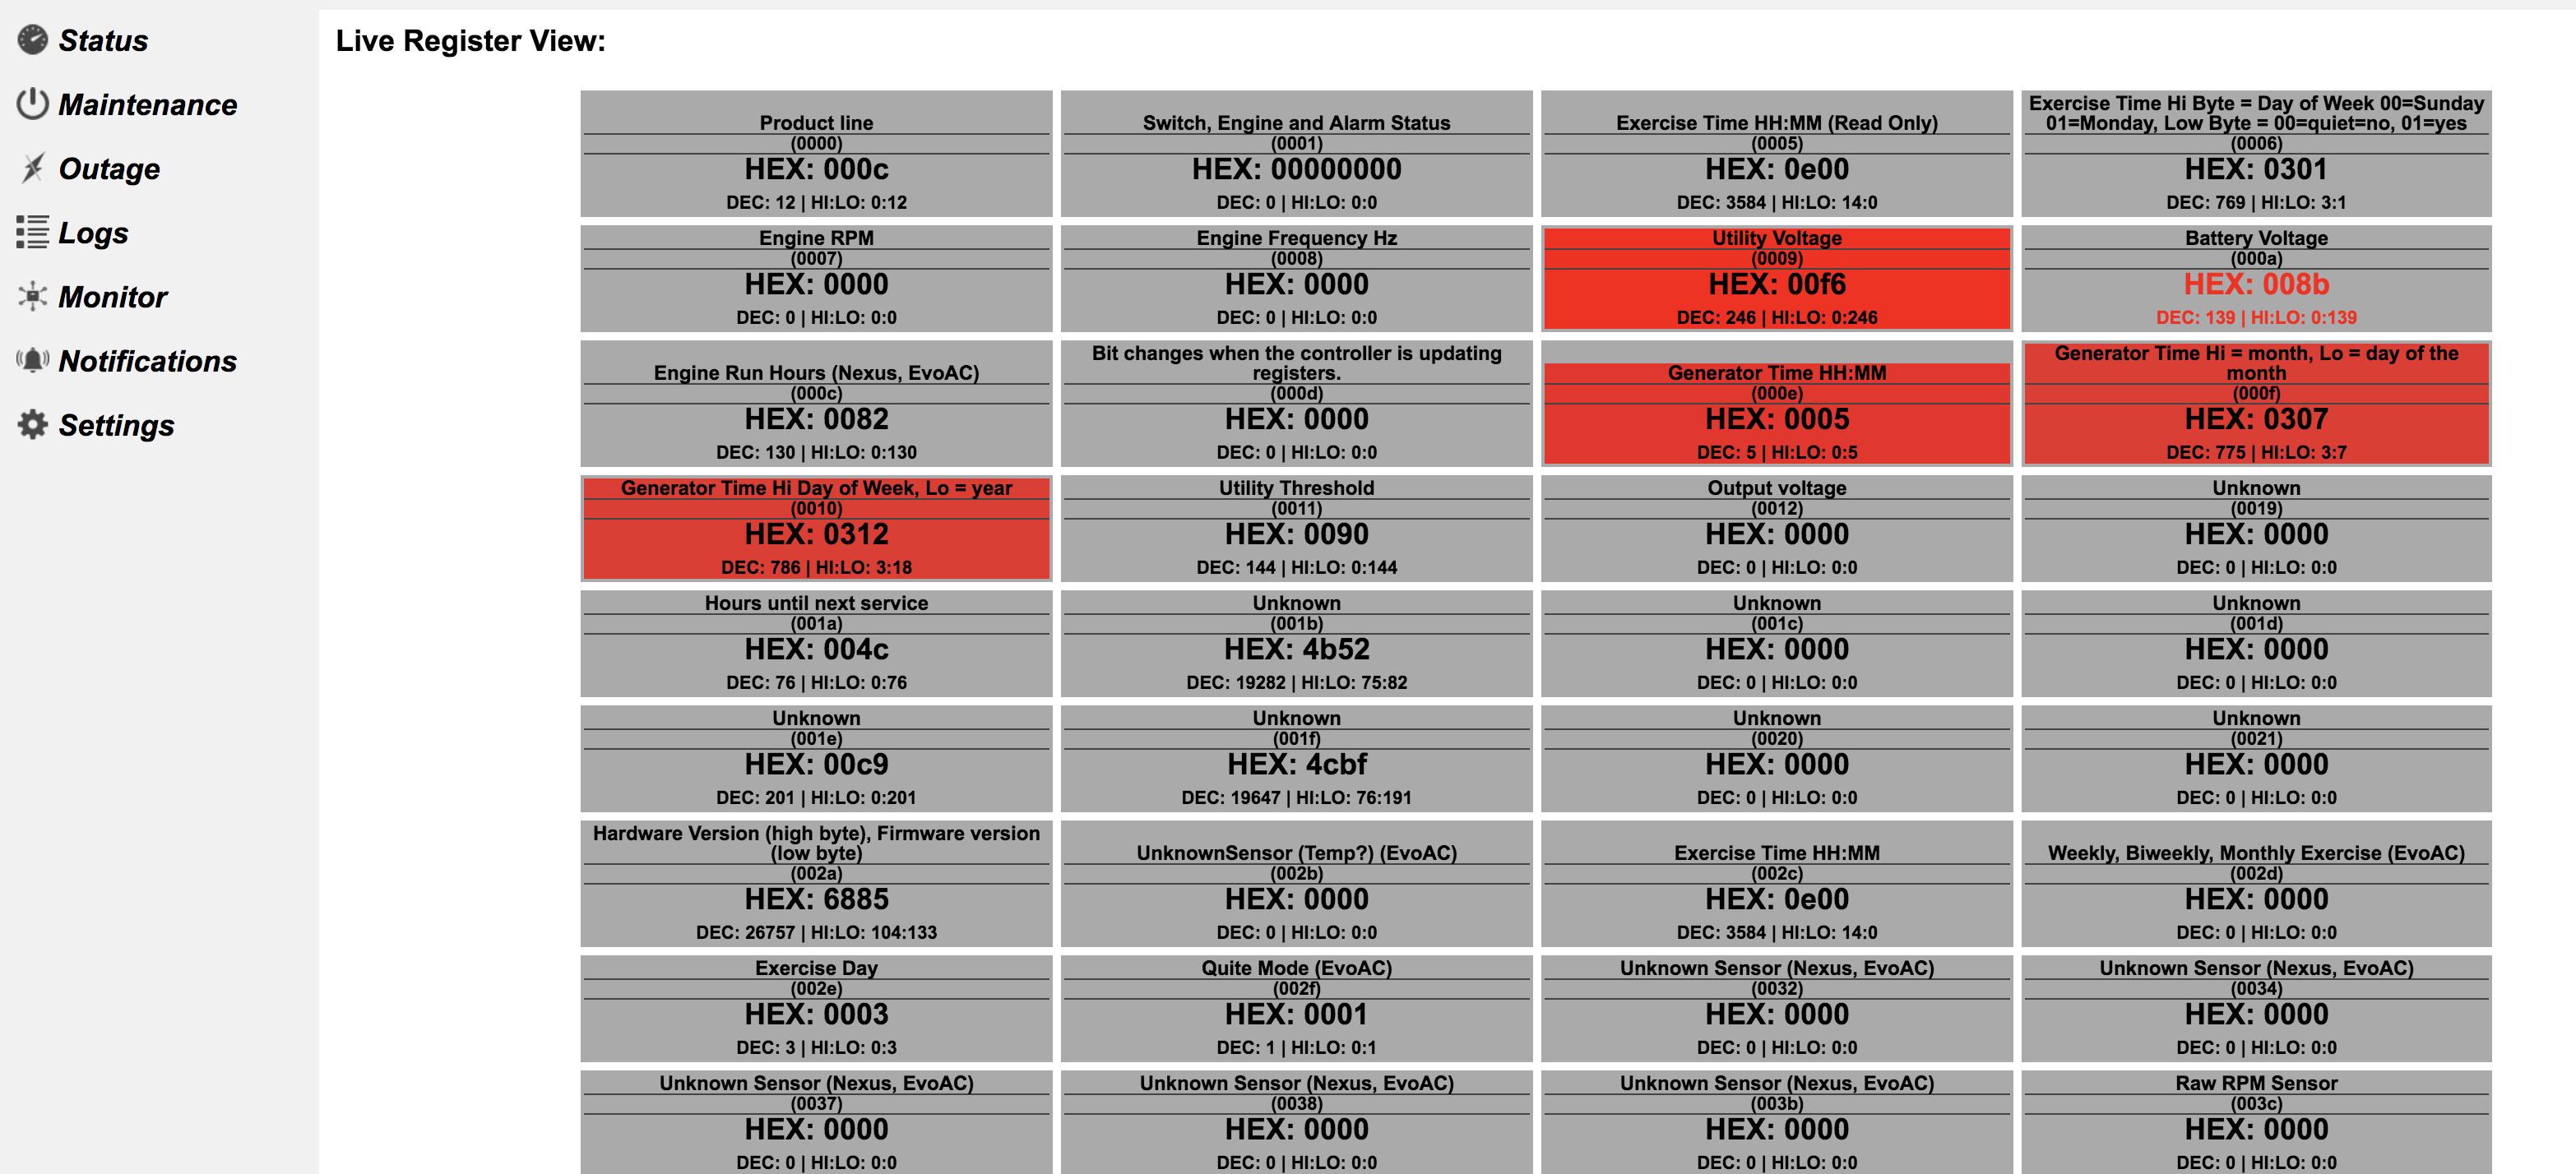 Status
Maintenance
Outage
Logs
Monitor
Notifications
Settings
Live Register View:
Product line
(0000)
HEX: 000c
DEC: 12 | HI:LO: 0:12
Switch, Engine and Alarm Status
(0001)
HEX: 00000000
DEC: 0 | HI:LO: 0:0
Exercise Time HH:MM (Read Only)
(0005)
HEX: 0e00
DEC: 3584 | HI:LO: 14:0
Exercise Time Hi Byte = Day of Week 00=Sunday
01=Monday, Low Byte = 00=quiet=no, 01=yes
(0006)
HEX: 0301
DEC: 769 | HI:LO: 3:1
Engine RPM
(0007)
HEX: 0000
DEC: 0 | HI:LO: 0:0
Engine Frequency Hz
(0008)
HEX: 0000
DEC: 0 | HI:LO: 0:0
Utility Voltage
(0009)
HEX: 00f6
DEC: 246 | HI:LO: 0:246
Battery Voltage
(000a)
HEX: 008b
DEC: 139 | HI:LO: 0:139
Engine Run Hours (Nexus, EvoAC)
(000c)
HEX: 0082
DEC: 130 | HI:LO: 0:130
Bit changes when the controller is updating
registers.
(000d)
HEX: 0000
DEC: 0 | HI:LO: 0:0
Generator Time HH:MM
(000e)
HEX: 0005
DEC: 5 | HI:LO: 0:5
Generator Time Hi = month, Lo = day of the
month
(000f)
HEX: 0307
DEC: 775 | HI:LO: 3:7
Generator Time Hi Day of Week, Lo = year
(0010)
HEX: 0312
DEC: 786 | HI:LO: 3:18
Utility Threshold
(0011)
HEX: 0090
DEC: 144 | HI:LO: 0:144
Output voltage
(0012)
HEX: 0000
DEC: 0 | HI:LO: 0:0
Unknown
(0019)
HEX: 0000
DEC: 0 | HI:LO: 0:0
Hours until next service
(001a)
HEX: 004c
DEC: 76 | HI:LO: 0:76
Unknown
(001b)
HEX: 4b52
DEC: 19282 | HI:LO: 75:82
Unknown
(001c)
HEX: 0000
DEC: 0 | HI:LO: 0:0
Unknown
(001d)
HEX: 0000
DEC: 0 | HI:LO: 0:0
Unknown
(001e)
HEX: 00c9
DEC: 201 | HI:LO: 0:201
Unknown
(001f)
HEX: 4cbf
DEC: 19647 | HI:LO: 76:191
Unknown
(0020)
HEX: 0000
DEC: 0 | HI:LO: 0:0
Unknown
(0021)
HEX: 0000
DEC: 0 | HI:LO: 0:0
Hardware Version (high byte), Firmware version
(low byte)
(002a)
HEX: 6885
DEC: 26757 | HI:LO: 104:133
UnknownSensor (Temp?) (EvoAC)
(002b)
HEX: 0000
DEC: 0 | HI:LO: 0:0
Exercise Time HH:MM
(002c)
HEX: 0e00
DEC: 3584 | HI:LO: 14:0
Weekly, Biweekly, Monthly Exercise (EvoAC)
(002d)
HEX: 0000
DEC: 0 | HI:LO: 0:0
Exercise Day
(002e)
HEX: 0003
DEC: 3 | HI:LO: 0:3
Quite Mode (EvoAC)
(002f)
HEX: 0001
DEC: 1 | HI:LO: 0:1
Unknown Sensor (Nexus, EvoAC)
(0032)
HEX: 0000
DEC: 0 | HI:LO: 0:0
Unknown Sensor (Nexus, EvoAC)
(0034)
HEX: 0000
DEC: 0 | HI:LO: 0:0
Unknown Sensor (Nexus, EvoAC)
(0037)
HEX: 0000
DEC: 0 | HI:LO: 0:0
Unknown Sensor (Nexus, EvoAC)
(0038)
HEX: 0000
DEC: 0 | HI:LO: 0:0
Unknown Sensor (Nexus, EvoAC)
(003b)
HEX: 0000
DEC: 0 | HI:LO: 0:0
Raw RPM Sensor
(003c)
HEX: 0000
DEC: 0 | HI:LO: 0:0